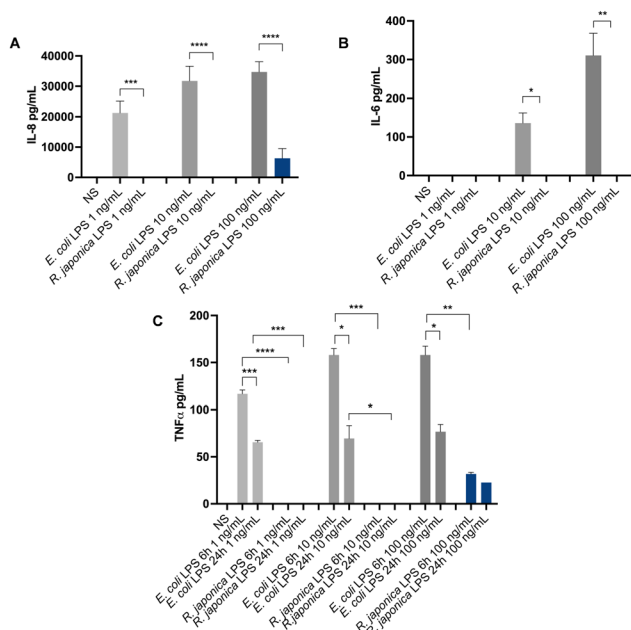 A
IL-8 pg/mL
40000
30000
20000
10000
0
***
****
****
NS
E. coli LPS 1 ng/mL
R. japonica LPS 1 ng/mL
E. coli LPS 10 ng/mL
R. japonica LPS 10 ng/mL
E. coli LPS 100 ng/mL
R. japonica LPS 100 ng/mL
B
IL-6 pg/mL
400
300
200
100
0
*
**
NS
E. coli LPS 1 ng/mL
R. japonica LPS 1 ng/mL
E. coli LPS 10 ng/mL
R. japonica LPS 10 ng/mL
E. coli LPS 100 ng/mL
R. japonica LPS 100 ng/mL
C
TNFα pg/mL
200
150
100
50
0
***
****
***
***
*
*
**
*
NS
E. coli LPS 6h 1 ng/mL
E. coli LPS 24h 1 ng/mL
R. japonica LPS 6h 1 ng/mL
R. japonica LPS 24h 1 ng/mL
E. coli LPS 6h 10 ng/mL
E. coli LPS 24h 10 ng/mL
R. japonica LPS 6h 10 ng/mL
R.japonica LPS 24h 10 ng/mL
E. coli LPS 6h 100 ng/mL
E. coli LPS 24h 100 ng/mL
R. japonica LPS 6h 100 ng/mL
R. japonica LPS 24h 100 ng/mL